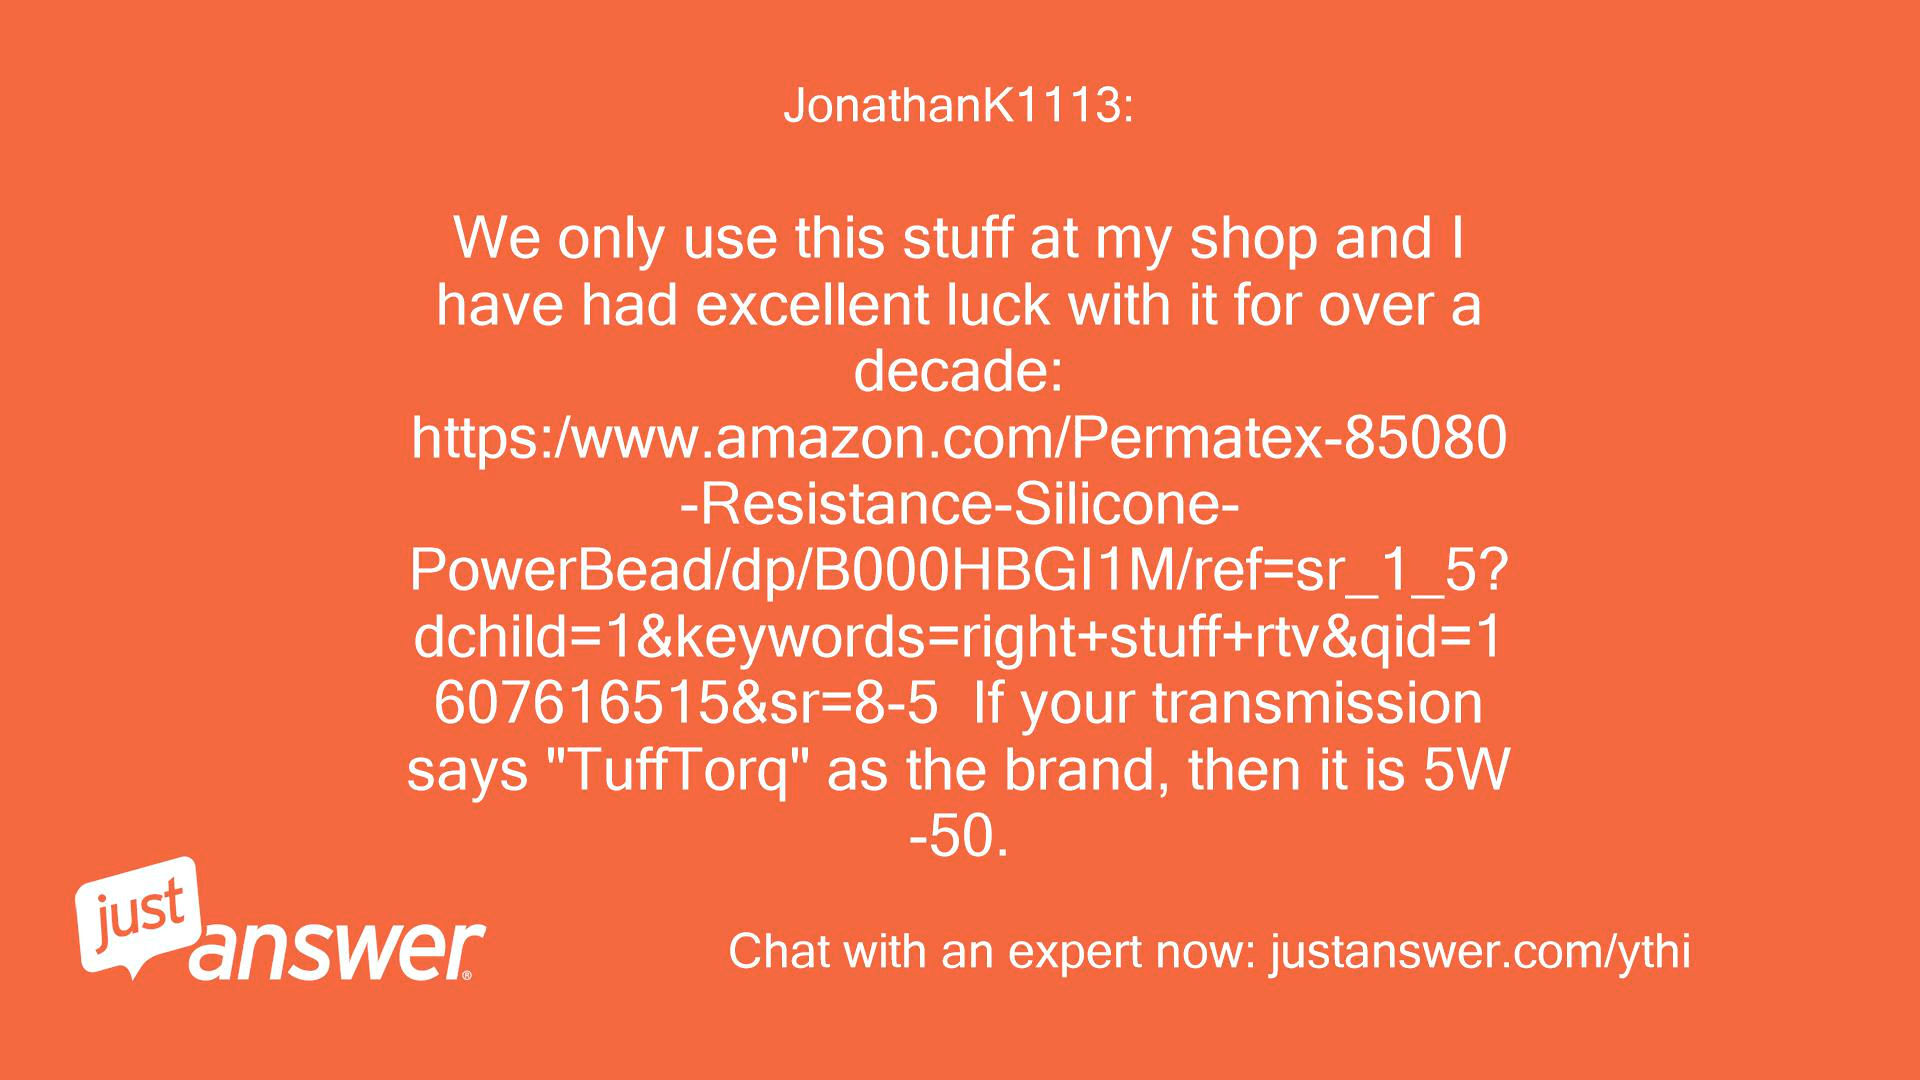 JonathanK1113:
We only use this stuff at my shop and I
have had excellent luck with it for over a
decade:
https:/www.amazon.com/Permatex-85080
-Resistance-Silicone-
PowerBead/dp/B000HBGI1M/ref=sr_1_5?
dchild=1&keywords=right+stuff+rtv&qid=1
607616515&sr=8-5  If your transmission
says "TuffTorq" as the brand, then it is 5W
-50.
just
answer®
Chat with an expert now: justanswer.com/ythi